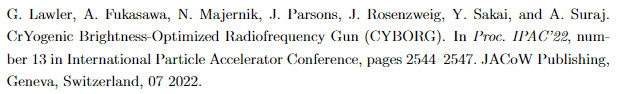 G. Lawler, A. Fukasawa, N. Majernik, J. Parsons, J. Rosenzweig, Y. Sakai, and A. Suraj.
CrYogenic Brightness-Optimized Radiofrequency Gun (CYBORG). In Proc. IPAC'22, num-
ber 13 in International Particle Accelerator Conference, pages 2544–2547. JACoW Publishing,
Geneva, Switzerland, 07 2022.